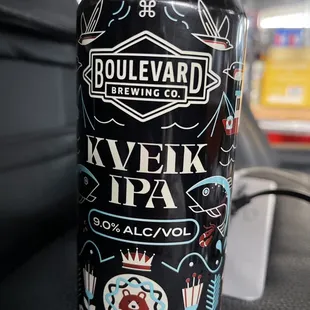 BOULEVARD
BREWING CO.
KVEIK
IPA
9.0% ALC/VOL